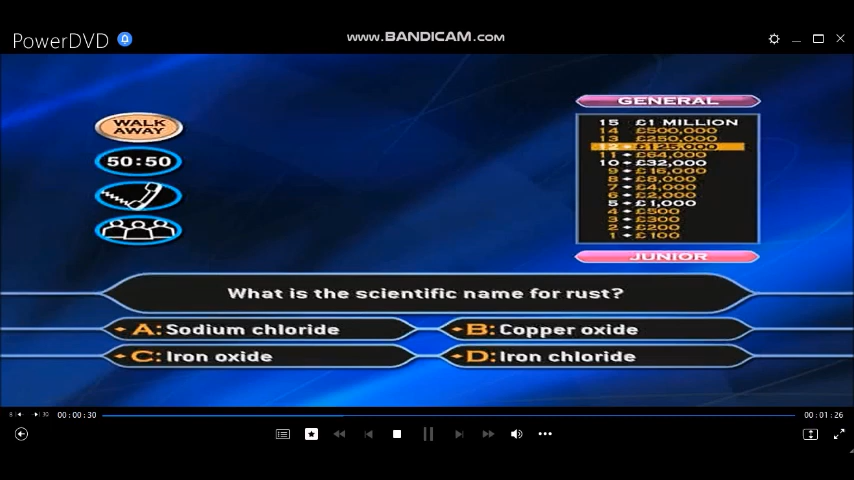 PowerDVD
www.BANDICAM.com
GENERAL
WALK
AWAY
50:50
15 £1 MILLION
14 £500,000
13 £250,000
12 £125,000
11 £64,000
10 £32,000
9 £16,000
8 £8,000
7 £4,000
6 £2,000
5 £1,000
4 £500
3 £300
2 £200
1 £100
JUNIOR
What is the scientific name for rust?
A: Sodium chloride
B: Copper oxide
C: Iron oxide
D: Iron chloride
00:00:30
00:01:26